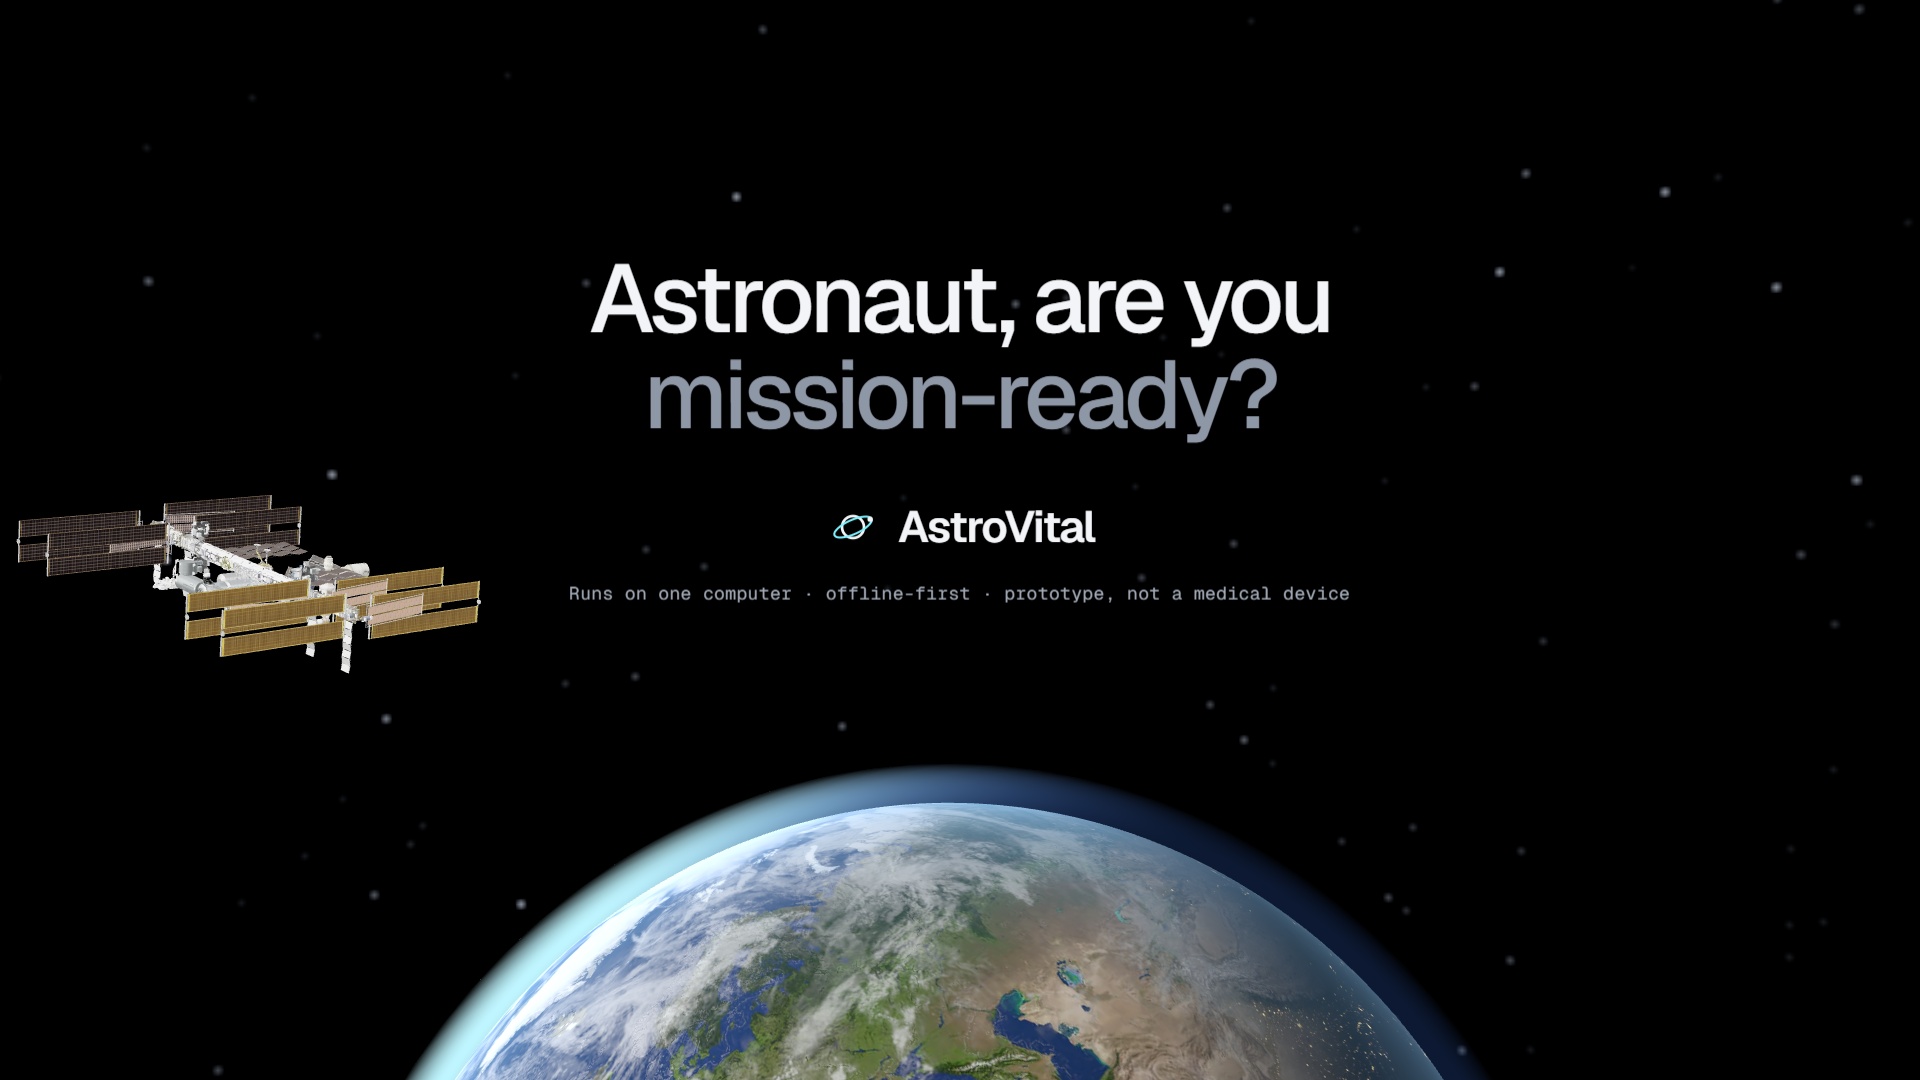 Astronaut, are you
mission-ready?
AstroVital
Runs on one computer · offline-first · prototype, not a medical device